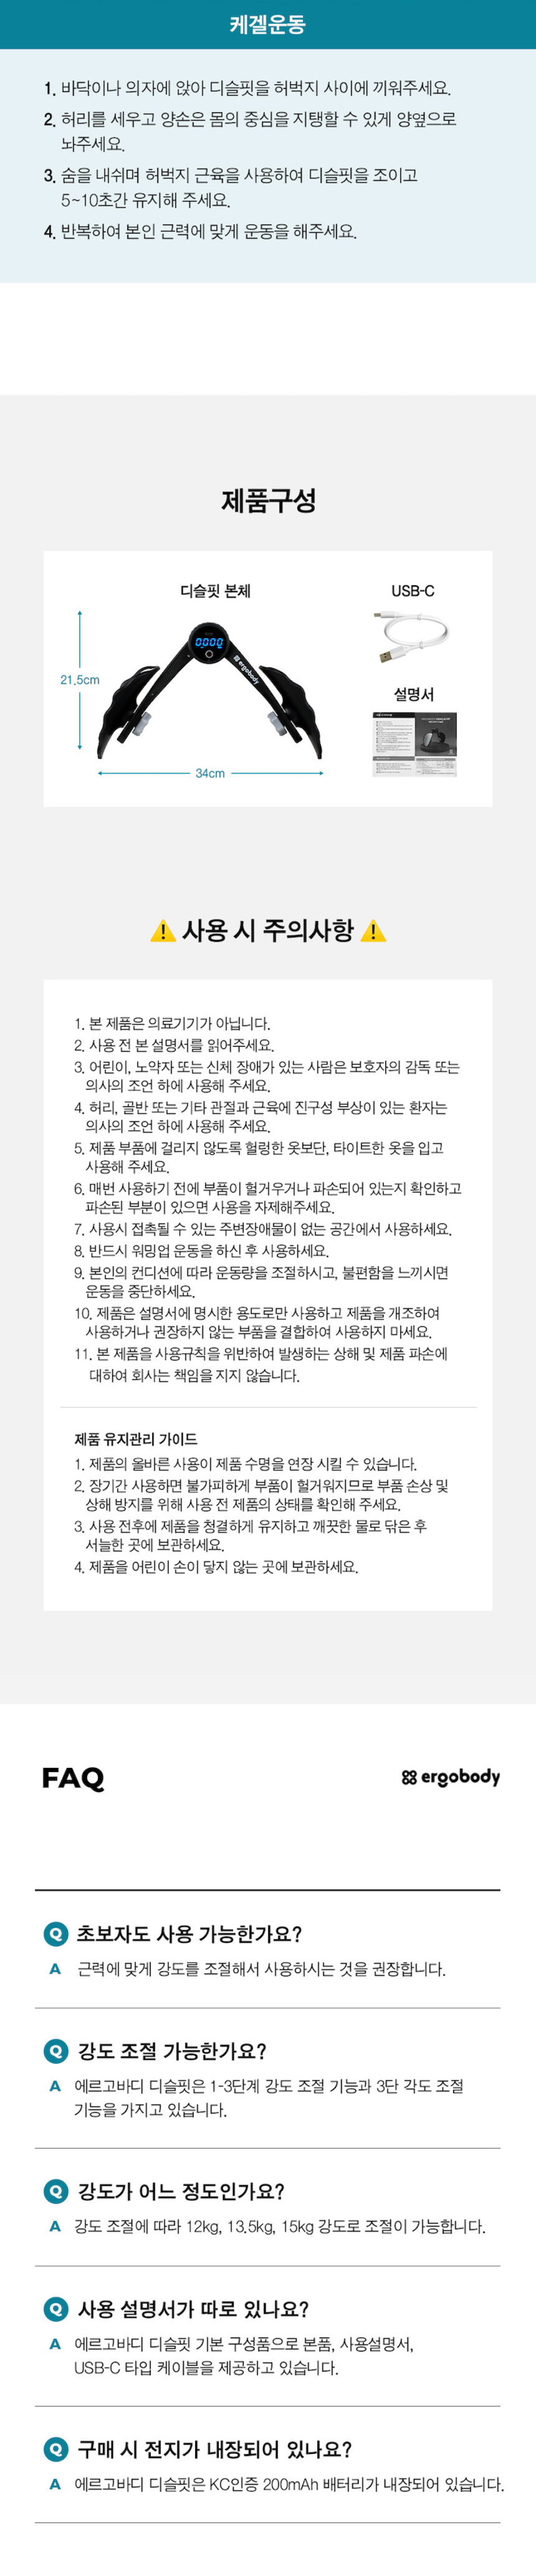 케겔운동
1. 바닥이나 의자에 앉아 디슬핏을 허벅지 사이에 끼워주세요.
2. 허리를 세우고 양손은 몸의 중심을 지탱할 수 있게 양옆으로
놔주세요.
3. 숨을 내쉬며 허벅지 근육을 사용하여 디슬핏을 조이고
5~10초간 유지해 주세요.
4. 반복하여 본인 근력에 맞게 운동을 해주세요.
제품구성
디슬핏 본체
USB-C
0000
ergobody
21.5cm
설명서
34cm
사용 시 주의사항
1. 본 제품은 의료기기가 아닙니다.
2. 사용 전 본 설명서를 읽어주세요.
3. 어린이, 노약자 또는 신체 장애가 있는 사람은 보호자의 감독 또는
의사의 조언 하에 사용해 주세요.
4. 허리, 골반 또는 기타 관절과 근육에 진구성 부상이 있는 환자는
의사의 조언 하에 사용해 주세요.
5. 제품 부품에 걸리지 않도록 헐렁한 옷보단, 타이트한 옷을 입고
사용해 주세요.
6. 매번 사용하기 전에 부품이 헐거우거나 파손되어 있는지 확인하고
파손된 부분이 있으면 사용을 자제해주세요.
7. 사용시 접촉될 수 있는 주변장애물이 없는 공간에서 사용하세요.
8. 반드시 워밍업 운동을 하신 후 사용하세요.
9. 본인의 컨디션에 따라 운동량을 조절하시고, 불편함을 느끼시면
운동을 중단하세요.
10. 제품은 설명서에 명시한 용도로만 사용하고 제품을 개조하여
사용하거나 권장하지 않는 부품을 결합하여 사용하지 마세요.
11. 본 제품을 사용규칙을 위반하여 발생하는 상해 및 제품 파손에
대하여 회사는 책임을 지지 않습니다.
제품 유지관리 가이드
1. 제품의 올바른 사용이 제품 수명을 연장 시킬 수 있습니다.
2. 장기간 사용하면 불가피하게 부품이 헐거워지므로 부품 손상 및
상해 방지를 위해 사용 전 제품의 상태를 확인해 주세요.
3. 사용 전후에 제품을 청결하게 유지하고 깨끗한 물로 닦은 후
서늘한 곳에 보관하세요.
4. 제품을 어린이 손이 닿지 않는 곳에 보관하세요.
FAQ
ergobody
Q 초보자도 사용 가능한가요?
A 근력에 맞게 강도를 조절해서 사용하시는 것을 권장합니다.
Q 강도 조절 가능한가요?
A 에르고바디 디슬핏은 1-3단계 강도 조절 기능과 3단 각도 조절
기능을 가지고 있습니다.
Q 강도가 어느 정도인가요?
A 강도 조절에 따라 12kg, 13.5kg, 15kg 강도로 조절이 가능합니다.
Q 사용 설명서가 따로 있나요?
A 에르고바디 디슬핏 기본 구성품으로 본품, 사용설명서,
USB-C 타입 케이블을 제공하고 있습니다.
Q 구매 시 전지가 내장되어 있나요?
A 에르고바디 디슬핏은 KC인증 200mAh 배터리가 내장되어 있습니다.